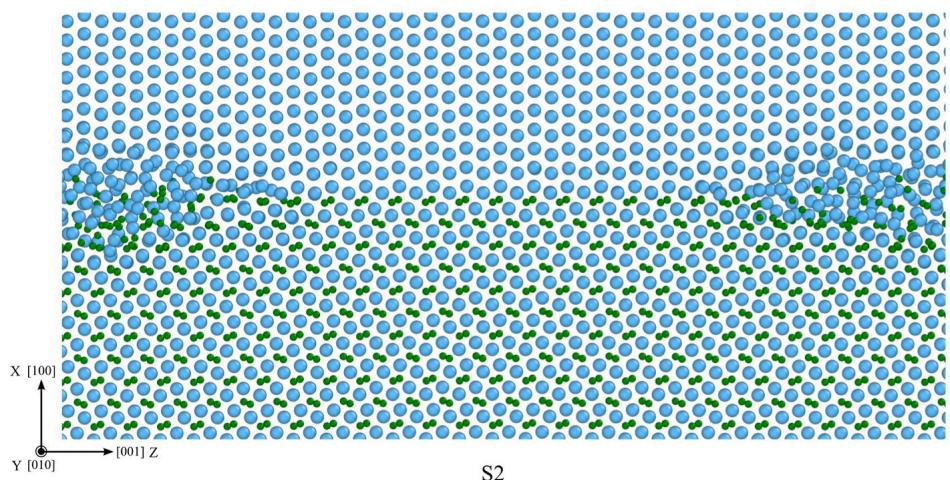 X [100]
[001] Z
Y [010]
S2